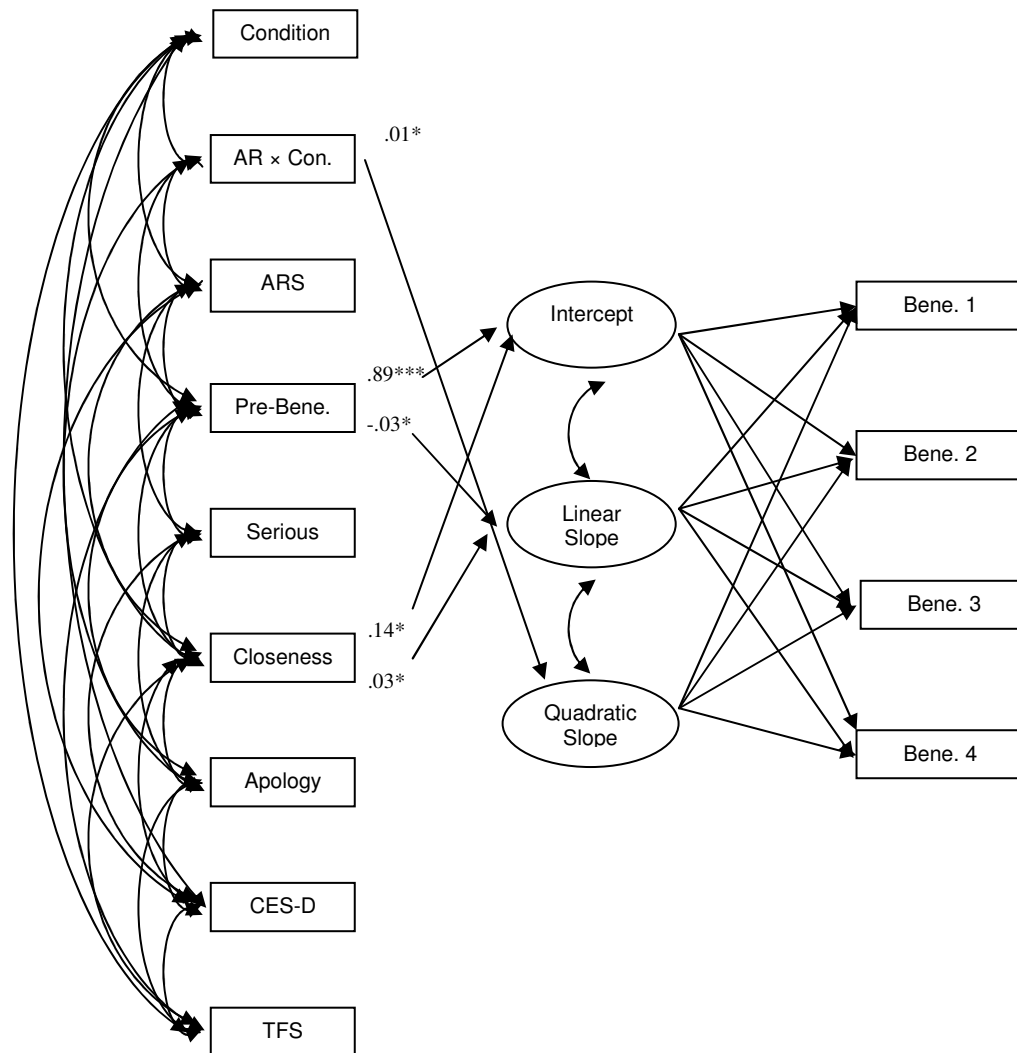 Condition
AR × Con.
.01*
ARS
Pre-Bene.
.89***
-.03*
Serious
Closeness
.14*
.03*
Apology
CES-D
TFS
Intercept
Linear
Slope
Quadratic
Slope
Bene. 1
Bene. 2
Bene. 3
Bene. 4